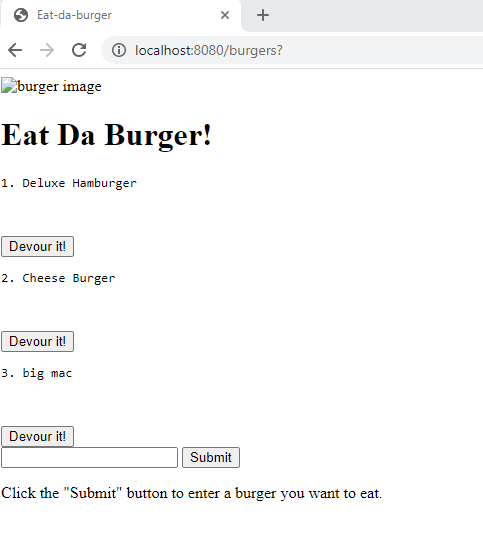 Eat-da-burger
localhost:8080/burgers?
burger image
Eat Da Burger!
1. Deluxe Hamburger
Devour it!
2. Cheese Burger
Devour it!
3. big mac
Devour it!
Submit
Click the "Submit" button to enter a burger you want to eat.